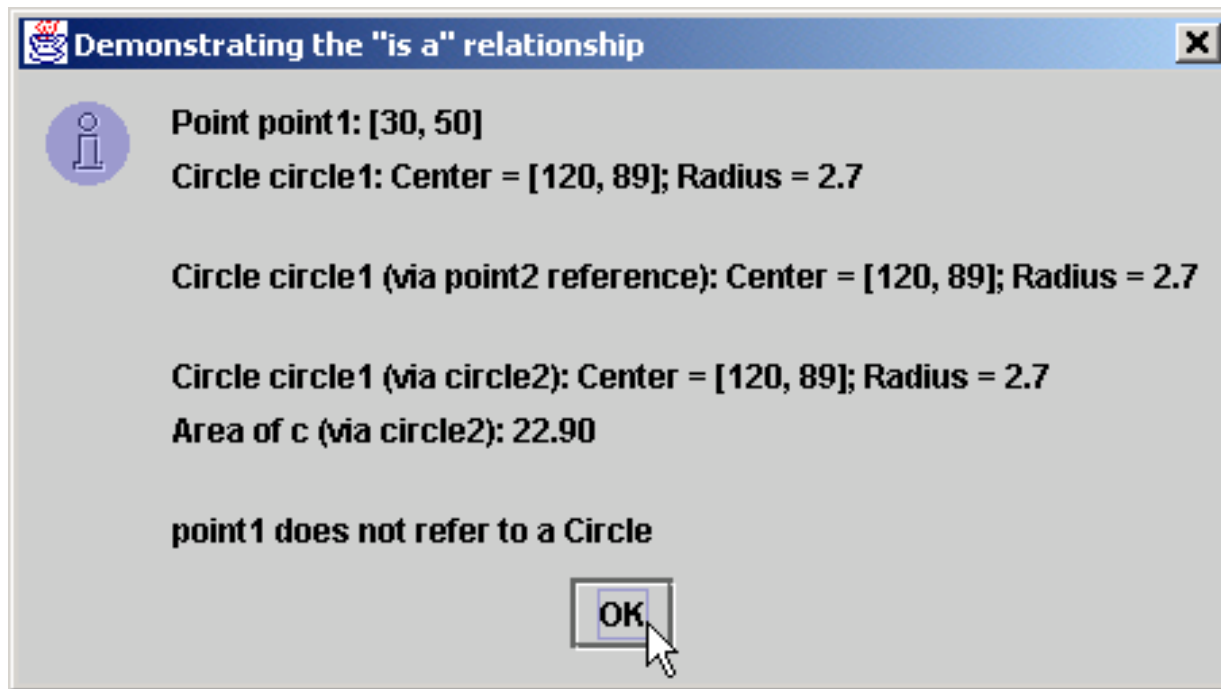 Demonstrating the "is a" relationship
Point point1: [30, 50]
Circle circle1: Center = [120, 89]; Radius = 2.7
Circle circle1 (via point2 reference): Center = [120, 89]; Radius = 2.7
Circle circle1 (via circle2): Center = [120, 89]; Radius = 2.7
Area of c (via circle2): 22.90
point1 does not refer to a Circle
OK